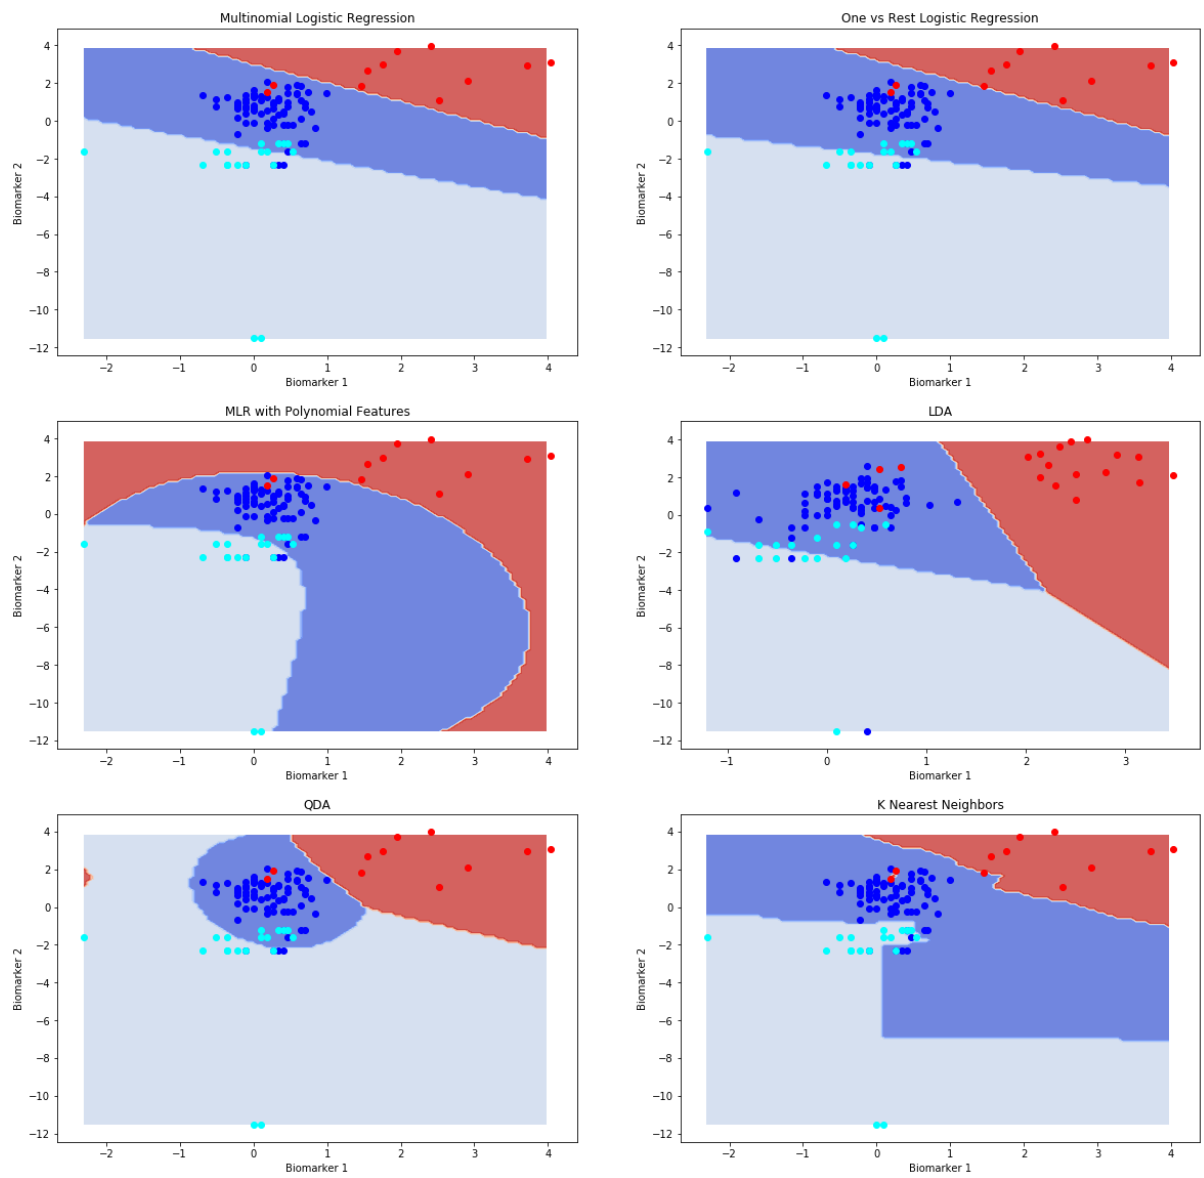 Multinomial Logistic Regression
4
2
0
−2
−4
−6
−8
−10
−12
Biomarker 2
−2 −1 0 1 2 3 4
Biomarker 1
One vs Rest Logistic Regression
4
2
0
−2
−4
−6
−8
−10
−12
Biomarker 2
−2 −1 0 1 2 3 4
Biomarker 1
MLR with Polynomial Features
4
2
0
−2
−4
−6
−8
−10
−12
Biomarker 2
−2 −1 0 1 2 3 4
Biomarker 1
LDA
4
2
0
−2
−4
−6
−8
−10
−12
Biomarker 2
−1 0 1 2 3
Biomarker 1
QDA
4
2
0
−2
−4
−6
−8
−10
−12
Biomarker 2
−2 −1 0 1 2 3 4
Biomarker 1
K Nearest Neighbors
4
2
0
−2
−4
−6
−8
−10
−12
Biomarker 2
−2 −1 0 1 2 3 4
Biomarker 1